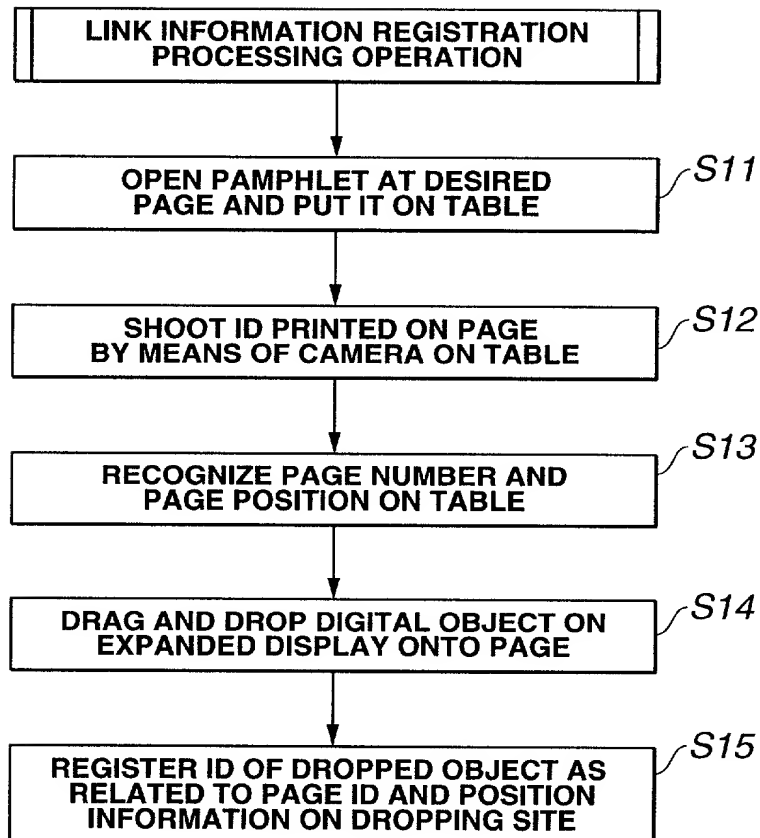 LINK INFORMATION REGISTRATION
PROCESSING OPERATION
S11
OPEN PAMPHLET AT DESIRED
PAGE AND PUT IT ON TABLE
S12
SHOOT ID PRINTED ON PAGE
BY MEANS OF CAMERA ON TABLE
S13
RECOGNIZE PAGE NUMBER AND
PAGE POSITION ON TABLE
S14
DRAG AND DROP DIGITAL OBJECT ON
EXPANDED DISPLAY ONTO PAGE
S15
REGISTER ID OF DROPPED OBJECT AS
RELATED TO PAGE ID AND POSITION
INFORMATION ON DROPPING SITE